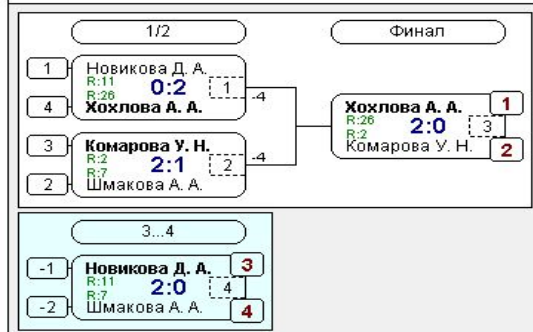 1/2 Финал
1 Новикова Д. А.
R:11 0:2 1 -4
R:26
4 Хохлова А. А.
Хохлова А. А. 1
R:26 2:0 3
R:2
Комарова У. Н. 2
3 Комарова У. Н.
R:2 2:1 2 -4
R:7
2 Шмакова А. А.
3...4
-1 Новикова Д. А. 3
R:11 2:0 4
R:7
-2 Шмакова А. А. 4